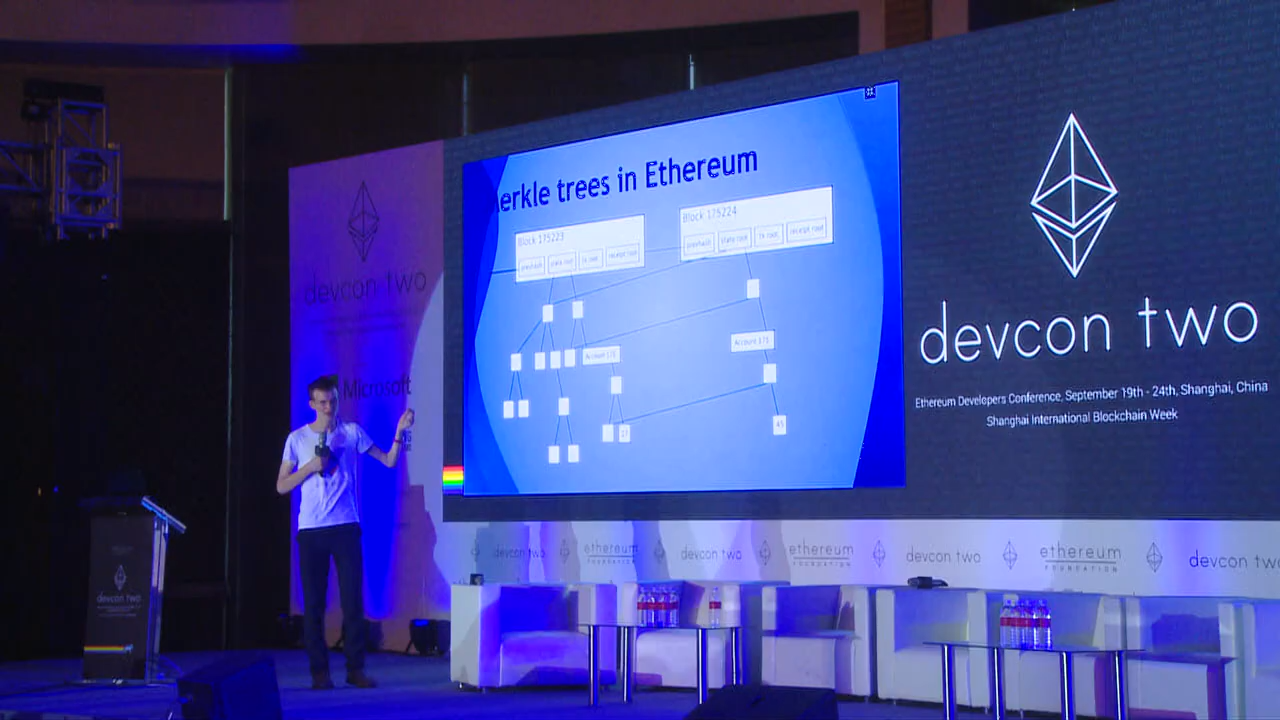 erkle trees in Ethereum
Block 175223
prevhash state root tx root receipt root
Block 175224
prevhash state root tx root receipt root
Account 175
Account 175
27
45
devcon two
Ethereum Developers Conference, September 19th - 24th, Shanghai, China
Shanghai International Blockchain Week
devcon two
Microsoft
devcon two
ethereum
FOUNDATION
devcon two
ethereum
FOUNDATION
devcon two
ethereum
FOUNDATION
devcon two
devcon two